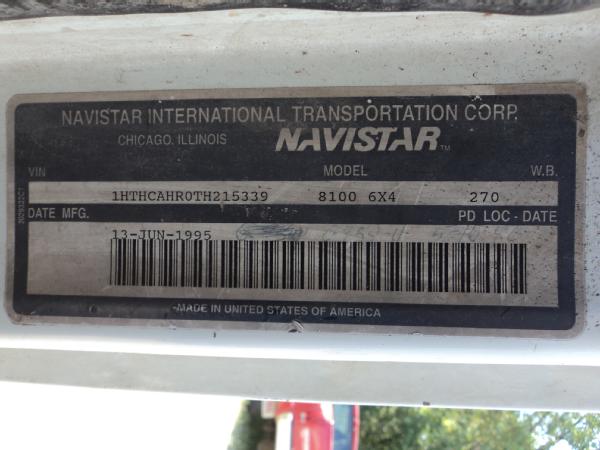 NAVISTAR INTERNATIONAL TRANSPORTATION CORP.
CHICAGO, ILLINOIS NAVISTAR TM
VIN MODEL W.B.
1HTHCAHR0TH215339 8100 6X4 270
DATE MFG. PD LOC - DATE
13-JUN-1995
MADE IN UNITED STATES OF AMERICA